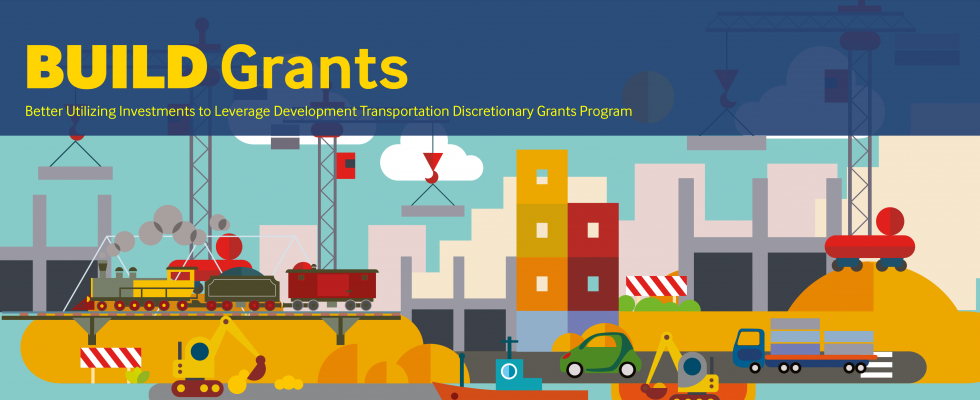 BUILD Grants
Better Utilizing Investments to Leverage Development Transportation Discretionary Grants Program